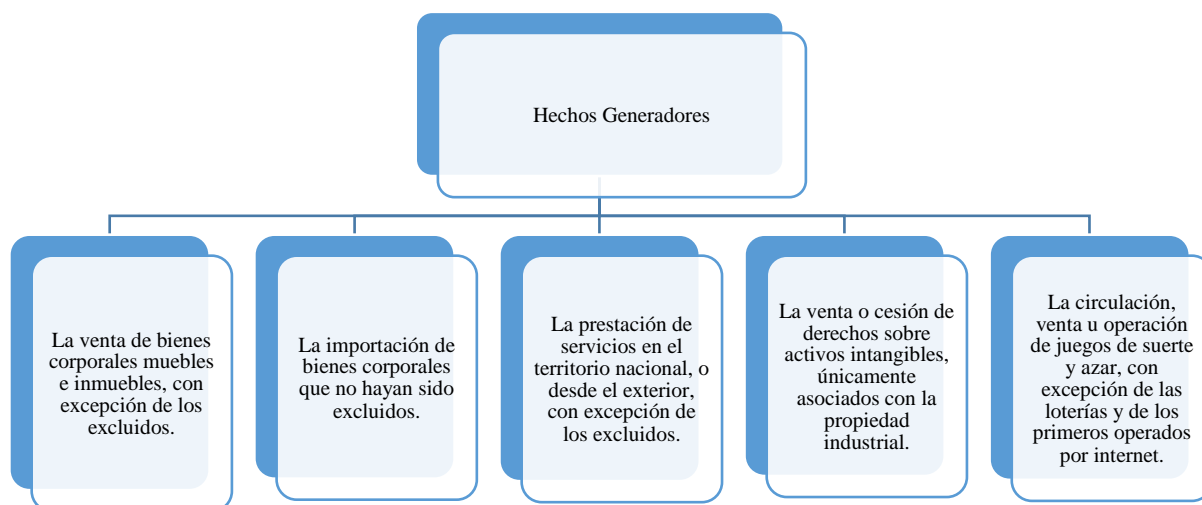 Hechos Generadores
La venta de bienes
corporales muebles
e inmuebles, con
excepción de los
excluidos.
La importación de
bienes corporales
que no hayan sido
excluidos.
La prestación de
servicios en el
territorio nacional, o
desde el exterior,
con excepción de
los excluidos.
La venta o cesión de
derechos sobre
activos intangibles,
únicamente
asociados con la
propiedad
industrial.
La circulación,
venta u operación
de juegos de suerte
y azar, con
excepción de las
loterías y de los
primeros operados
por internet.